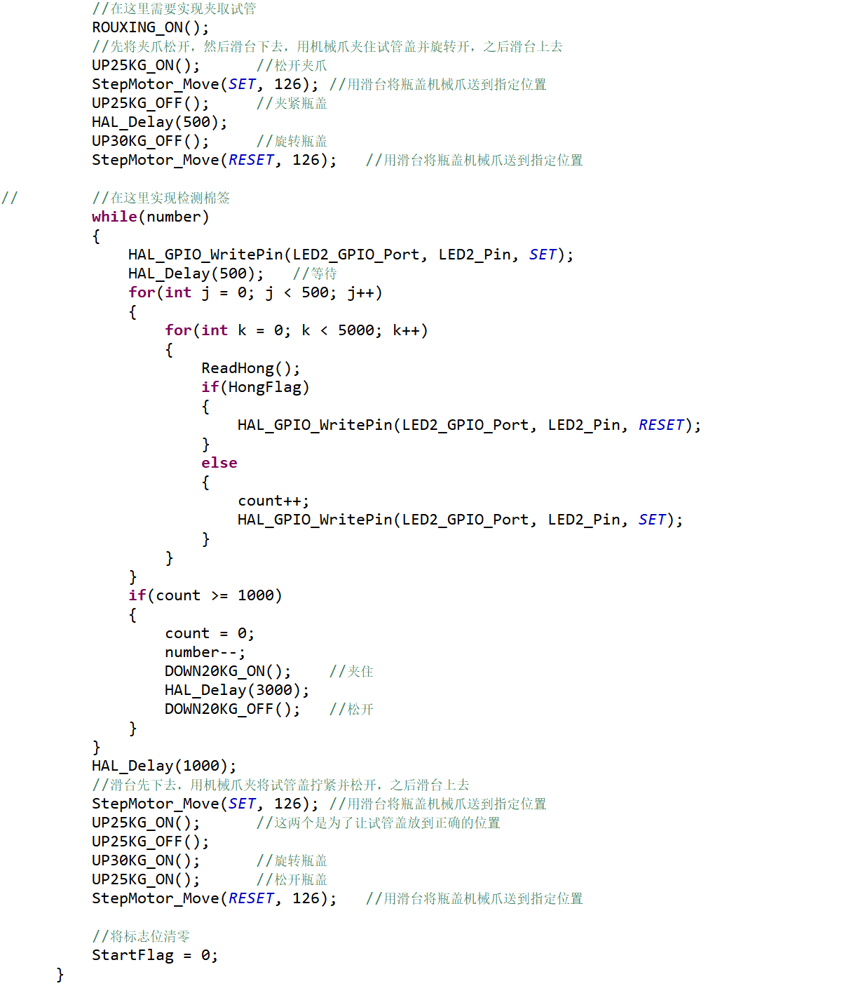 //在这里需要实现夹取试管
ROUXING_ON();
//先将夹爪松开，然后滑台下去，用机械爪夹住试管盖并旋转开，之后滑台上去
UP25KG_ON();      //松开夹爪
StepMotor_Move(SET, 126); //用滑台将瓶盖机械爪送到指定位置
UP25KG_OFF();     //夹紧瓶盖
HAL_Delay(500);
UP30KG_OFF();     //旋转瓶盖
StepMotor_Move(RESET, 126);   //用滑台将瓶盖机械爪送到指定位置
//        //在这里实现检测棉签
while(number)
{
HAL_GPIO_WritePin(LED2_GPIO_Port, LED2_Pin, SET);
HAL_Delay(500);   //等待
for(int j = 0; j < 500; j++)
{
for(int k = 0; k < 5000; k++)
{
ReadHong();
if(HongFlag)
{
HAL_GPIO_WritePin(LED2_GPIO_Port, LED2_Pin, RESET);
}
else
{
count++;
HAL_GPIO_WritePin(LED2_GPIO_Port, LED2_Pin, SET);
}
}
}
if(count >= 1000)
{
count = 0;
number--;
DOWN20KG_ON();    //夹住
HAL_Delay(3000);
DOWN20KG_OFF();   //松开
}
}
HAL_Delay(1000);
//滑台先下去，用机械爪夹将试管盖拧紧并松开，之后滑台上去
StepMotor_Move(SET, 126); //用滑台将瓶盖机械爪送到指定位置
UP25KG_ON();      //这两个是为了让试管盖放到正确的位置
UP25KG_OFF();
UP30KG_ON();      //旋转瓶盖
UP25KG_ON();      //松开瓶盖
StepMotor_Move(RESET, 126);   //用滑台将瓶盖机械爪送到指定位置
//将标志位清零
StartFlag = 0;
}